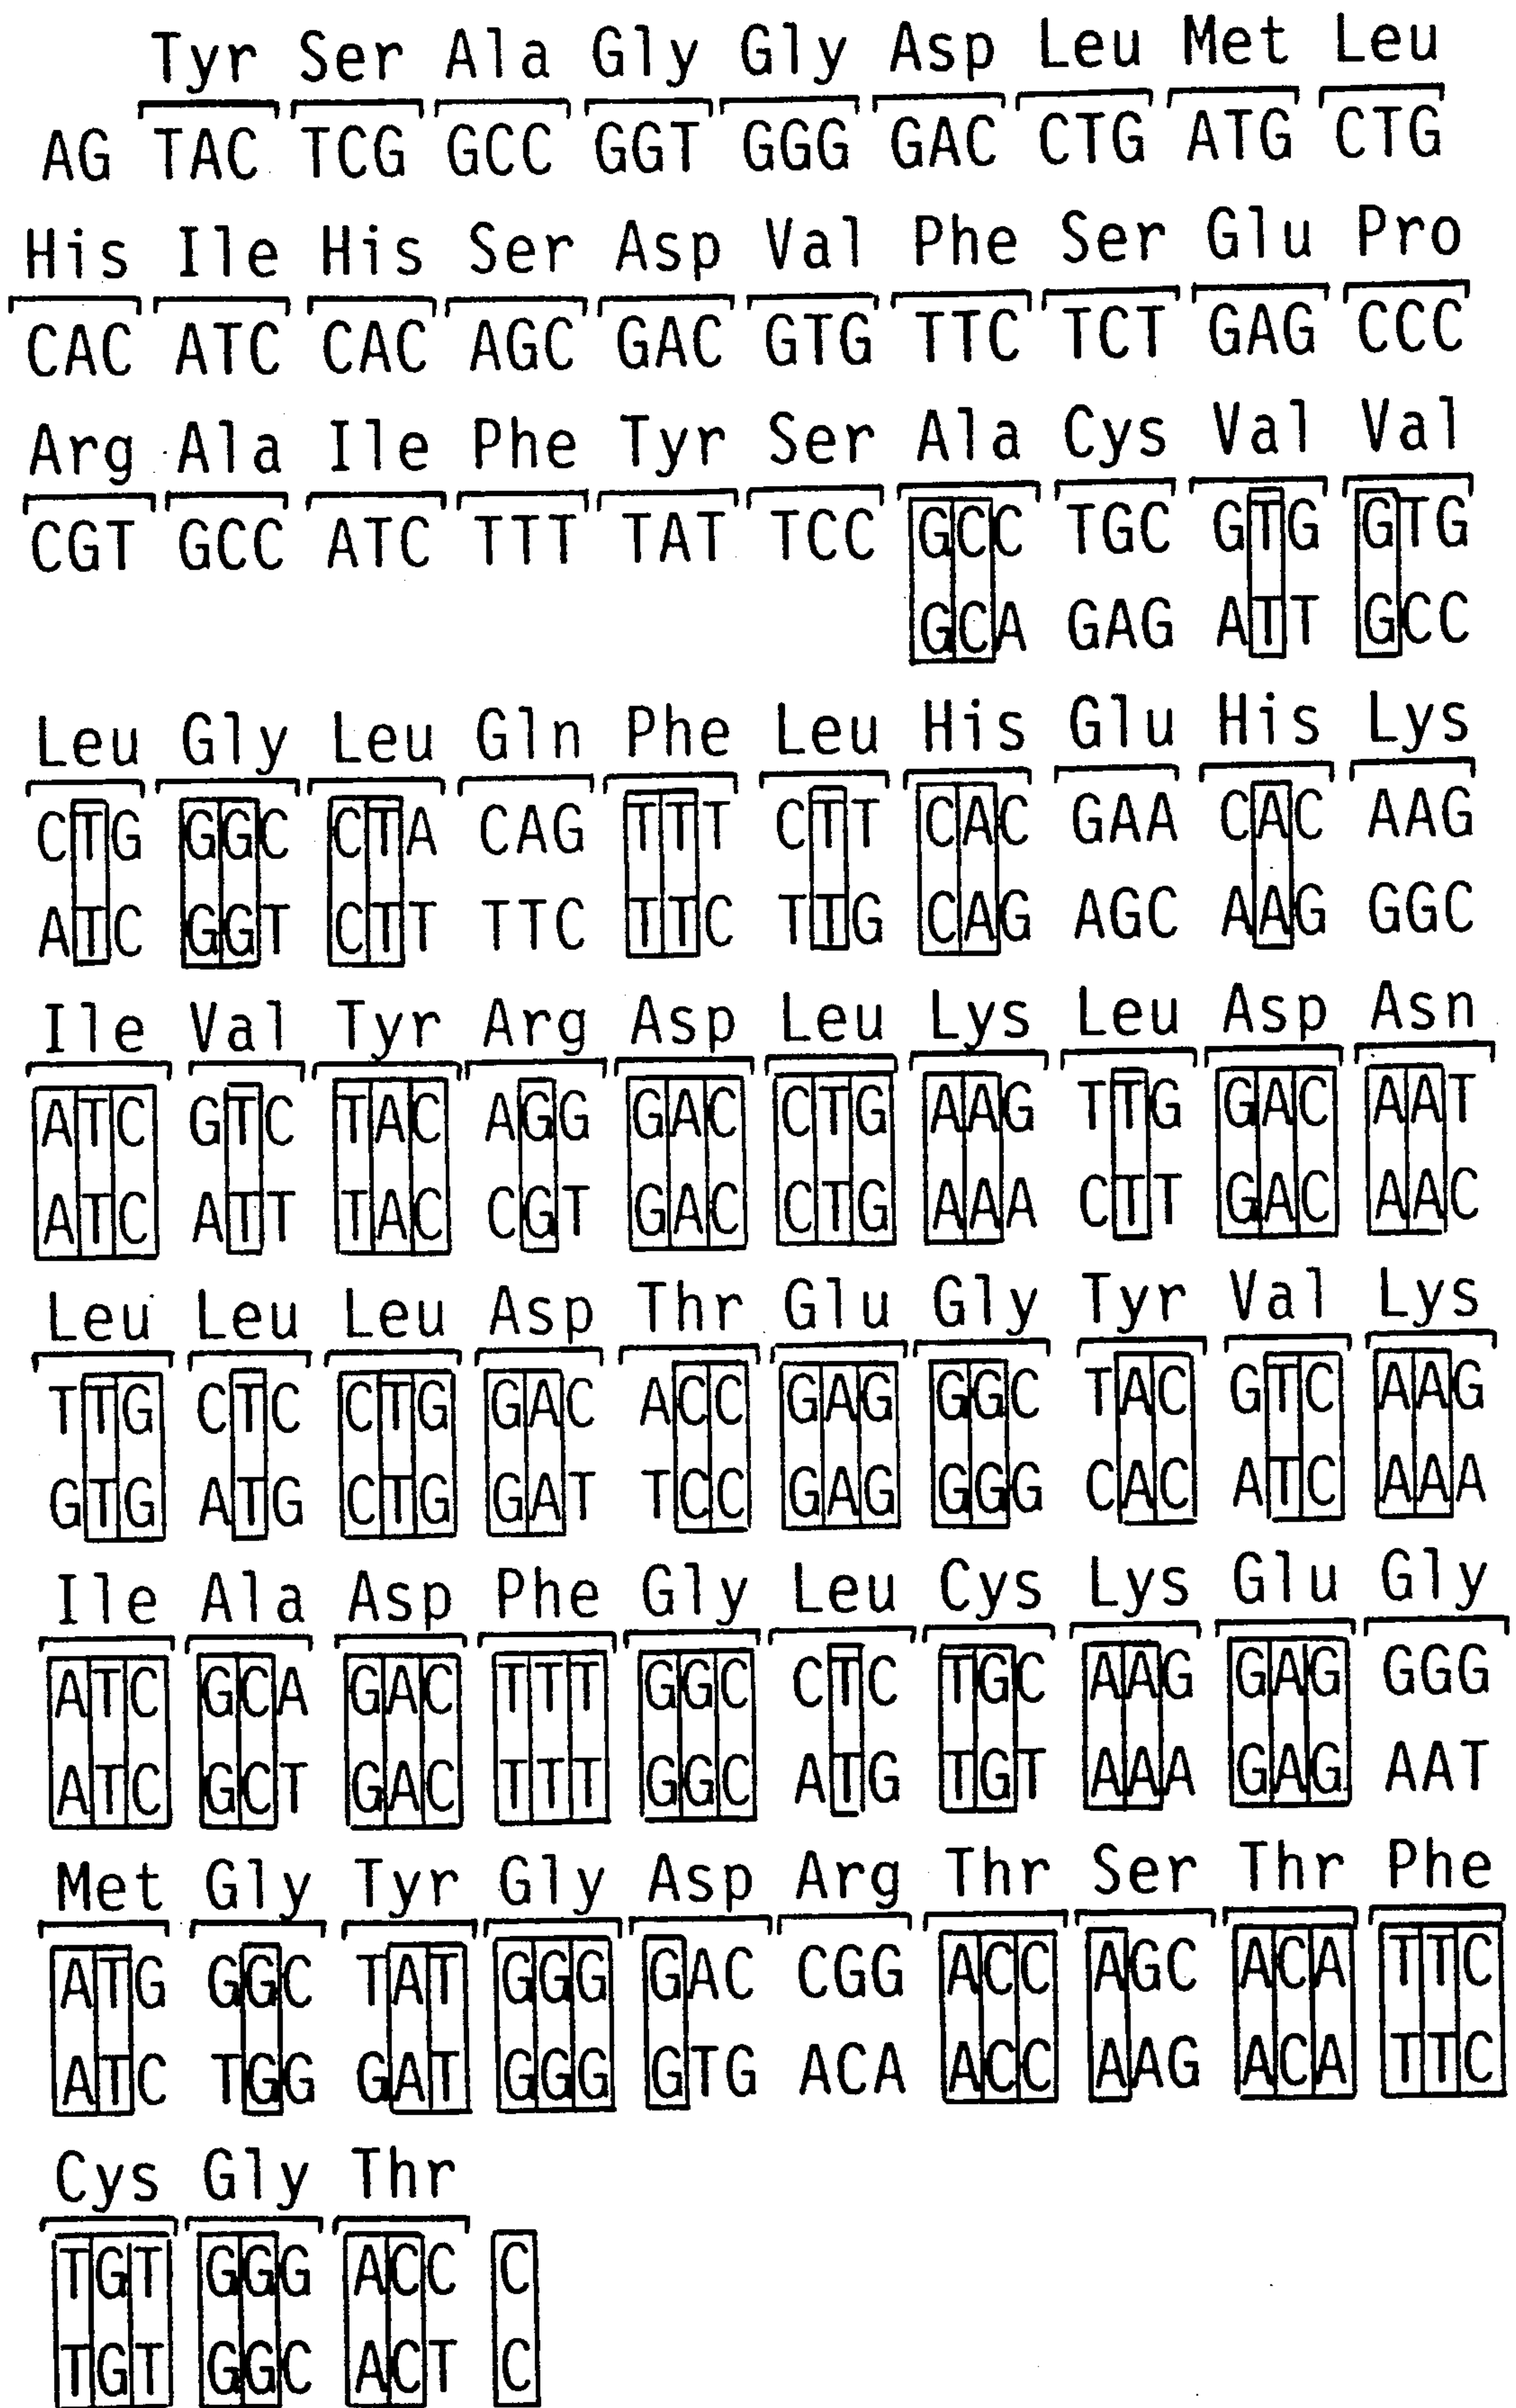 Tyr Ser Ala Gly Gly Asp Leu Met Leu
AG TAC TCG GCC GGT GGG GAC CTG ATG CTG
His Ile His Ser Asp Val Phe Ser Glu Pro
CAC ATC CAC AGC GAC GTG TTC TCT GAG CCC
Arg Ala Ile Phe Tyr Ser Ala Cys Val Val
CGT GCC ATC TTT TAT TCC GCC TGC GTG GTG
GCA GAG ATT GCC
Leu Gly Leu Gln Phe Leu His Glu His Lys
CTG GGC CTA CAG TTT CTT CAC GAA CAC AAG
ATC GGT CTT TTC TTC TTG CAG AGC AAG GGC
Ile Val Tyr Arg Asp Leu Lys Leu Asp Asn
ATC GTC TAC AGG GAC CTG AAG TTG GAC AAT
ATC ATT TAC CGT GAC CTG AAA CTT GAC AAC
Leu Leu Leu Asp Thr Glu Gly Tyr Val Lys
TTG CTC CTG GAC ACC GAG GGC TAC GTC AAG
GTG ATG CTG GAT TCC GAG GGG CAC ATC AAA
Ile Ala Asp Phe Gly Leu Cys Lys Glu Gly
ATC GCA GAC TTT GGC CTC TGC AAG GAG GGG
ATC GCT GAC TTT GGC ATG TGT AAA GAG AAT
Met Gly Tyr Gly Asp Arg Thr Ser Thr Phe
ATG GGC TAT GGG GAC CGG ACC AGC ACA TTC
ATC TGG GAT GGG GTG ACA ACC AAG ACA TTC
Cys Gly Thr
TGT GGG ACC C
TGT GGC ACT C